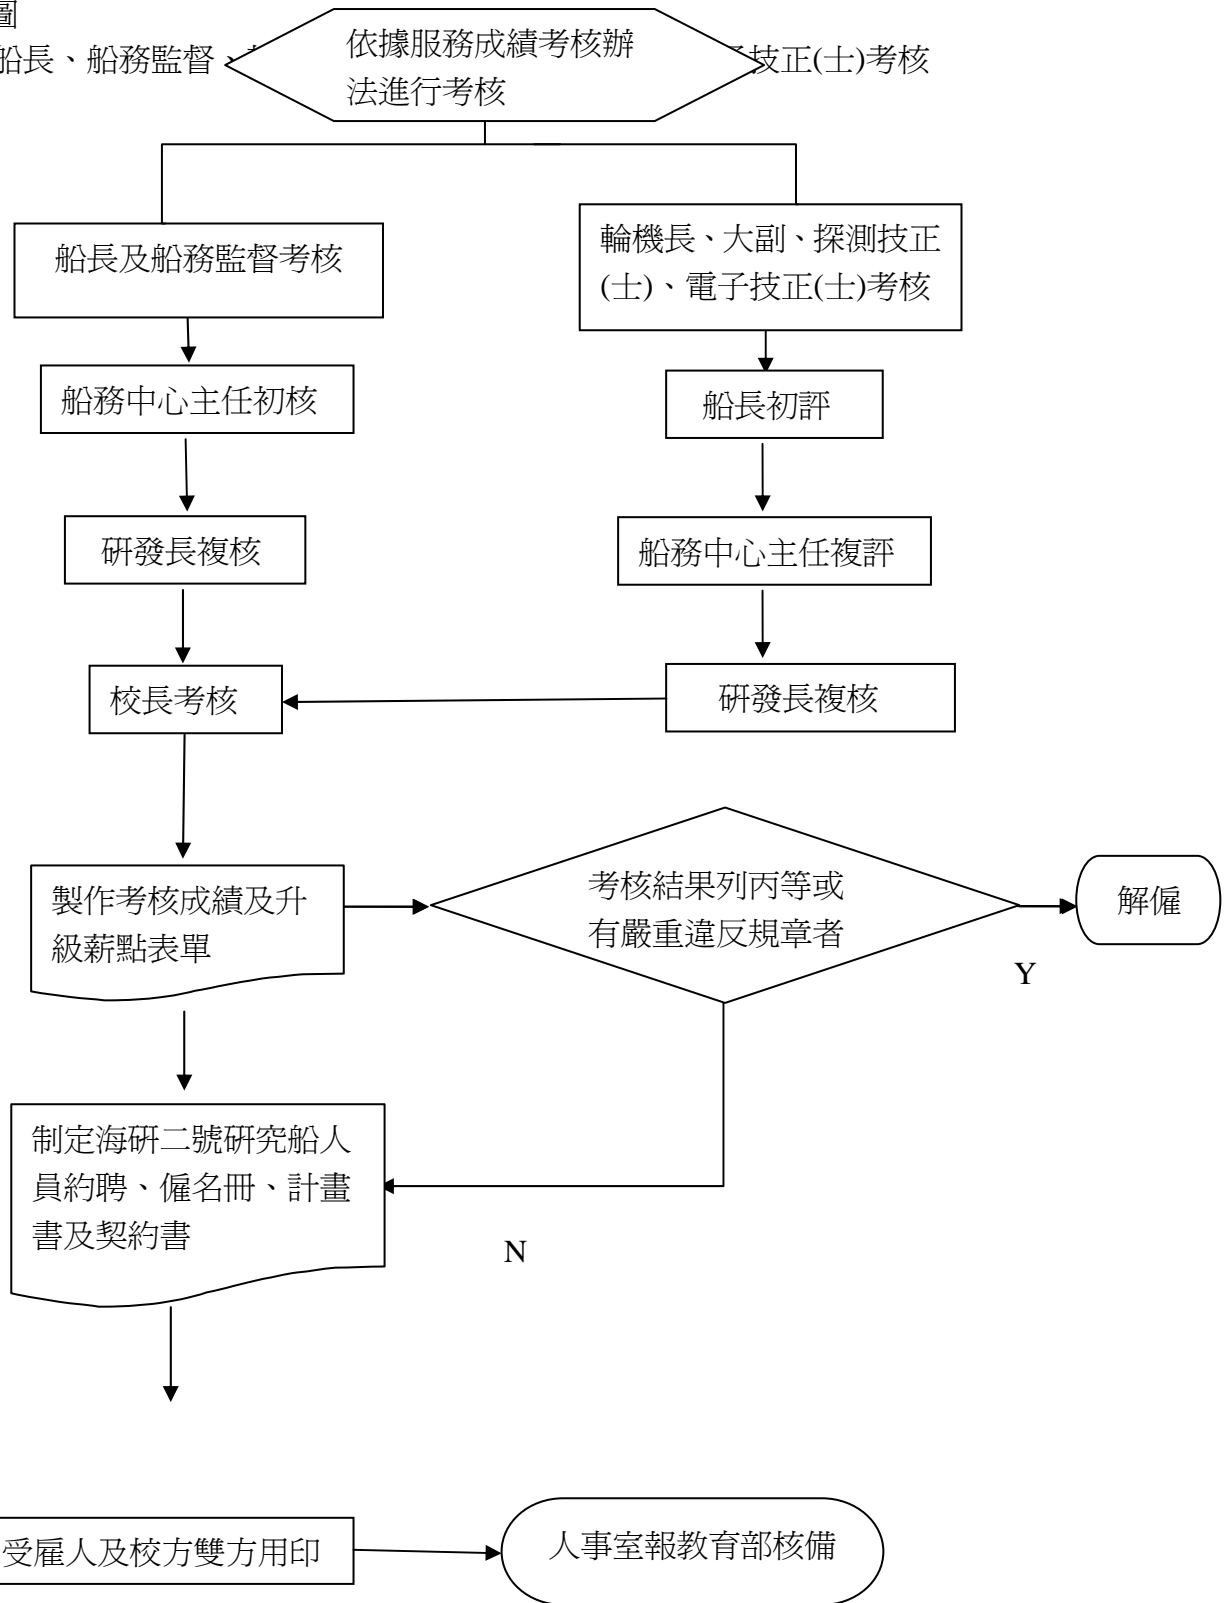 圖
船長、船務監督、
技正(士)考核
依據服務成績考核辦
法進行考核
船長及船務監督考核
輪機長、大副、探測技正
(士)、電子技正(士)考核
船務中心主任初核
船長初評
研發長複核
船務中心主任複評
校長考核
研發長複核
製作考核成績及升
級薪點表單
考核結果列丙等或
有嚴重違反規章者
解僱
Y
制定海研二號研究船人
員約聘、僱名冊、計畫
書及契約書
N
受雇人及校方雙方用印
人事室報教育部核備